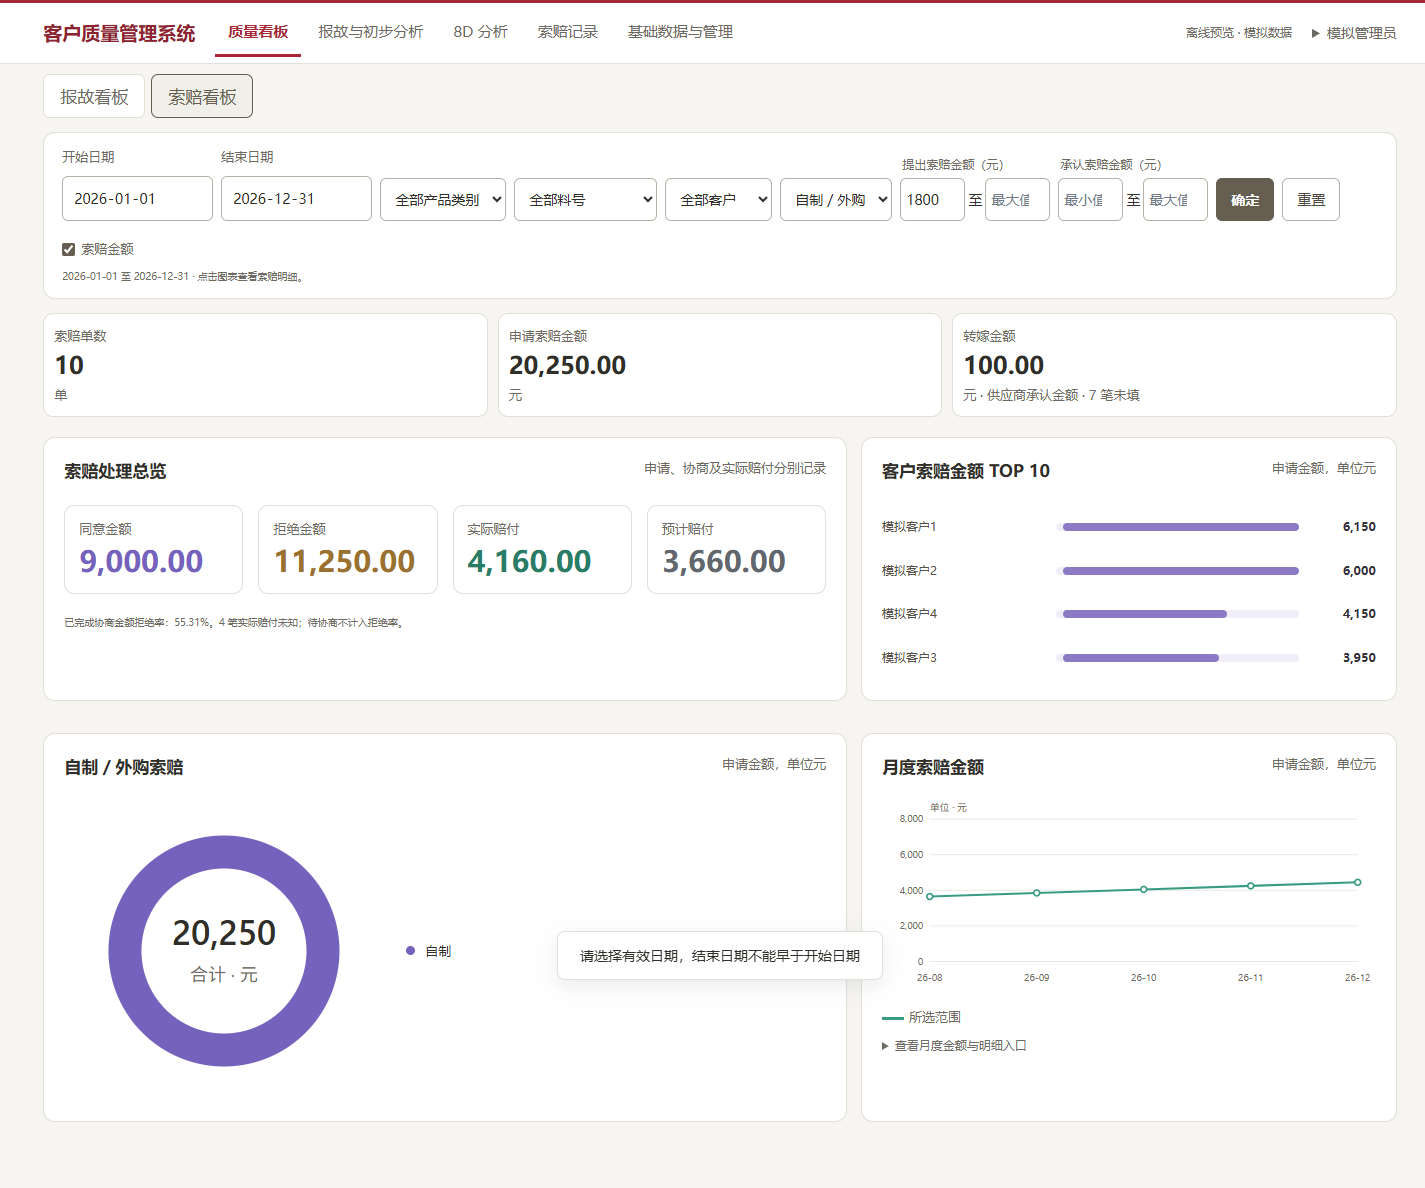 客户质量管理系统 质量看板 报故与初步分析 8D 分析 索赔记录 基础数据与管理 离线预览 · 模拟数据 ▶ 模拟管理员
报故看板 索赔看板
开始日期 结束日期 提出索赔金额（元） 承认索赔金额（元）
2026-01-01 2026-12-31 全部产品类别 全部料号 全部客户 自制 / 外购 1800 至 最大值 最小值 至 最大值 确定 重置
索赔金额
2026-01-01 至 2026-12-31 · 点击图表查看索赔明细。
索赔单数 申请索赔金额 转嫁金额
10 20,250.00 100.00
单 元 元 · 供应商承认金额 · 7 笔未填
索赔处理总览 申请、协商及实际赔付分别记录
同意金额 拒绝金额 实际赔付 预计赔付
9,000.00 11,250.00 4,160.00 3,660.00
已完成协商金额拒绝率：55.31%。4 笔实际赔付未知；待协商不计入拒绝率。
客户索赔金额 TOP 10 申请金额，单位元
模拟客户1 6,150
模拟客户2 6,000
模拟客户4 4,150
模拟客户3 3,950
自制 / 外购索赔 申请金额，单位元
20,250
合计 · 元
自制
请选择有效日期，结束日期不能早于开始日期
月度索赔金额 申请金额，单位元
单位 · 元
8,000
6,000
4,000
2,000
0
26-08 26-09 26-10 26-11 26-12
所选范围
▶ 查看月度金额与明细入口